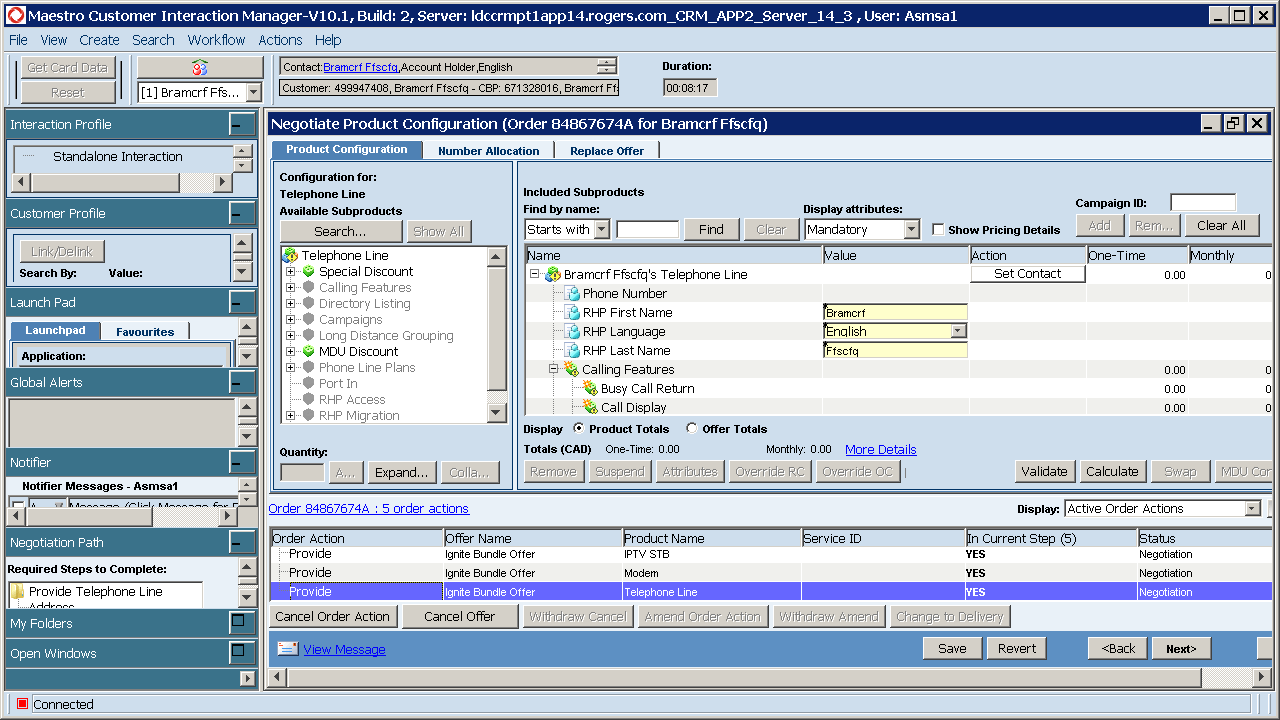 Maestro Customer Interaction Manager-V10.1, Build: 2, Server: ldccrmpt1app14.rogers.com_CRM_APP2_Server_14_3 , User: Asmsa1
File View Create Search Workflow Actions Help
Get Card Data
Reset
[1] Bramcrf Ffs...
Contact:Bramcrf Ffscfq,Account Holder,English
Customer: 499947408, Bramcrf Ffscfq - CBP: 671328016, Bramcrf Ff
Duration:
00:08:17
Interaction Profile
Standalone Interaction
Customer Profile
Link/Delink
Search By: Value:
Launch Pad
Launchpad Favourites
Application:
Global Alerts
Notifier
Notifier Messages - Asmsa1
Negotiation Path
Required Steps to Complete:
Provide Telephone Line
Address
My Folders
Open Windows
Negotiate Product Configuration (Order 84867674A for Bramcrf Ffscfq)
Product Configuration Number Allocation Replace Offer
Configuration for:
Telephone Line
Available Subproducts
Search... Show All
Telephone Line
Special Discount
Calling Features
Directory Listing
Campaigns
Long Distance Grouping
MDU Discount
Phone Line Plans
Port In
RHP Access
RHP Migration
Quantity:
A... Expand... Colla...
Included Subproducts
Find by name: Display attributes: Campaign ID:
Starts with Find Clear Mandatory Show Pricing Details Add Rem... Clear All
Name Value Action One-Time Monthly
Bramcrf Ffscfq's Telephone Line Set Contact 0.00 0
Phone Number
RHP First Name *Bramcrf
RHP Language *English
RHP Last Name *Ffscfq
Calling Features 0.00 0
Busy Call Return 0.00 0
Call Display 0.00 0
Display Product Totals Offer Totals
Totals (CAD) One-Time: 0.00 Monthly: 0.00 More Details
Remove Suspend Attributes Override RC Override OC Validate Calculate Swap MDU Cor
Order 84867674A : 5 order actions
Display: Active Order Actions
Order Action Offer Name Product Name Service ID In Current Step (5) Status
Provide Ignite Bundle Offer IPTV STB YES Negotiation
Provide Ignite Bundle Offer Modem YES Negotiation
Provide Ignite Bundle Offer Telephone Line YES Negotiation
Cancel Order Action Cancel Offer Withdraw Cancel Amend Order Action Withdraw Amend Change to Delivery
View Message Save Revert <Back Next>
Connected